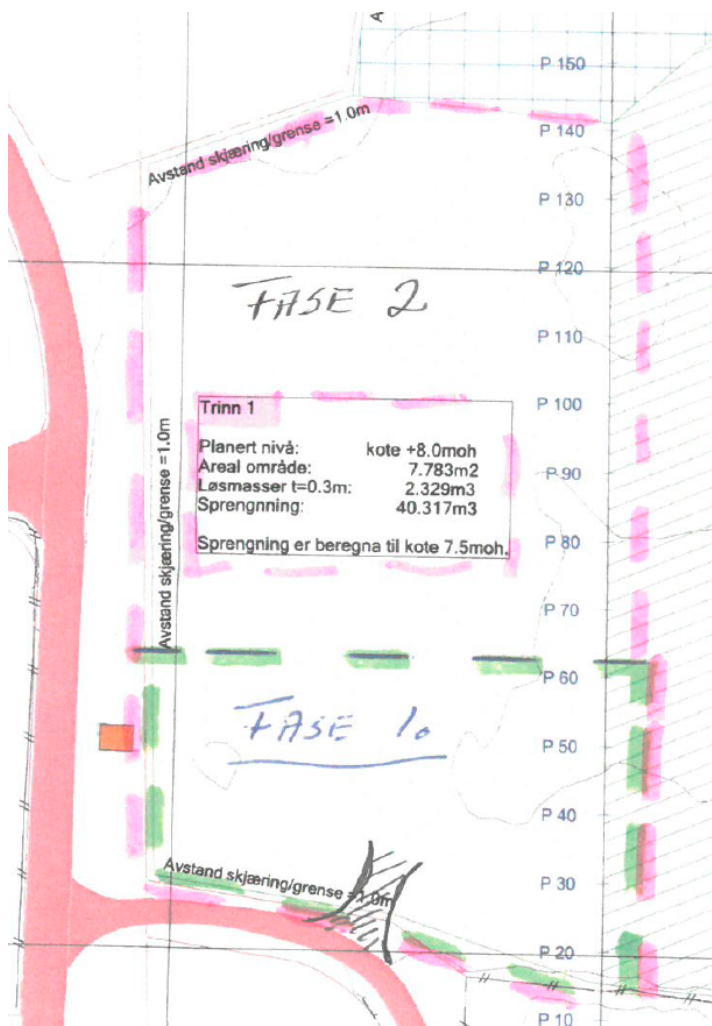 P 150
P 140
Avstand skjæring/grense =1.0m
P 130
P 120
FASE 2
P 110
P 100
Trinn 1
Planert nivå: kote +8.0moh
Areal område: 7.783m2
Løsmasser t=0.3m: 2.329m3
Sprengnning: 40.317m3
Sprengning er beregna til kote 7.5moh.
Avstand skjæring/grense =1.0m
P 90
P 80
P 70
P 60
FASE 1.
P 50
P 40
Avstand skjæring/grense =1.0m
P 30
P 20
P 10